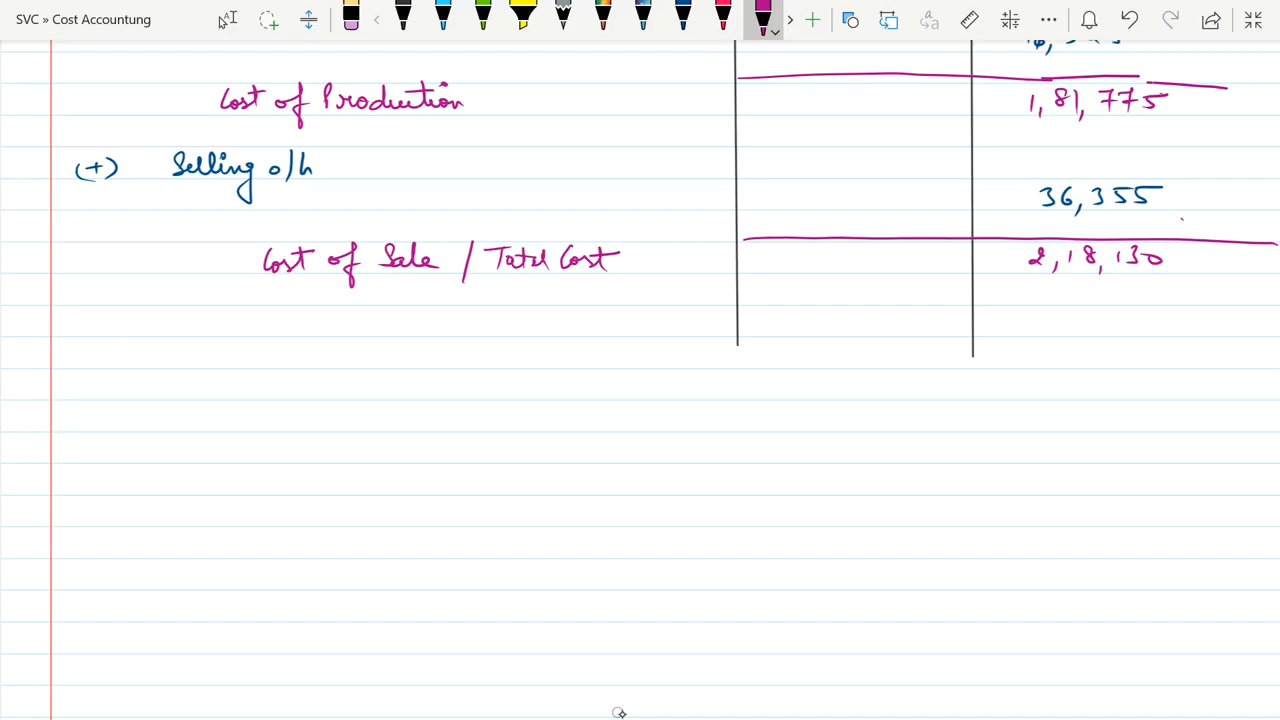 SVC » Cost Accountung
Cost of Production 1,81,775
(+) Selling o/h
36,355
Cost of Sale / Total Cost 2,18,130